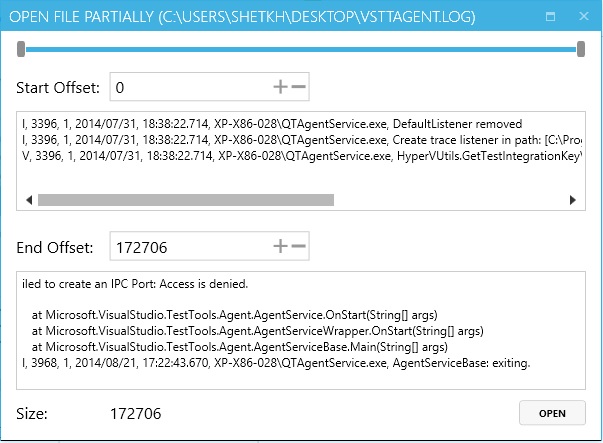 OPEN FILE PARTIALLY (C:\USERS\SHETKH\DESKTOP\VSTTAGENT.LOG)
Start Offset: 0
I, 3396, 1, 2014/07/31, 18:38:22.714, XP-X86-028\QTAgentService.exe, DefaultListener removed
I, 3396, 1, 2014/07/31, 18:38:22.714, XP-X86-028\QTAgentService.exe, Create trace listener in path: [C:\Prog
V, 3396, 1, 2014/07/31, 18:38:22.714, XP-X86-028\QTAgentService.exe, HyperVUtils.GetTestIntegrationKey\
End Offset: 172706
iled to create an IPC Port: Access is denied.
at Microsoft.VisualStudio.TestTools.Agent.AgentService.OnStart(String[] args)
at Microsoft.VisualStudio.TestTools.Agent.AgentServiceWrapper.OnStart(String[] args)
at Microsoft.VisualStudio.TestTools.Agent.AgentServiceBase.Main(String[] args)
I, 3968, 1, 2014/08/21, 17:22:43.670, XP-X86-028\QTAgentService.exe, AgentServiceBase: exiting.
Size: 172706
OPEN